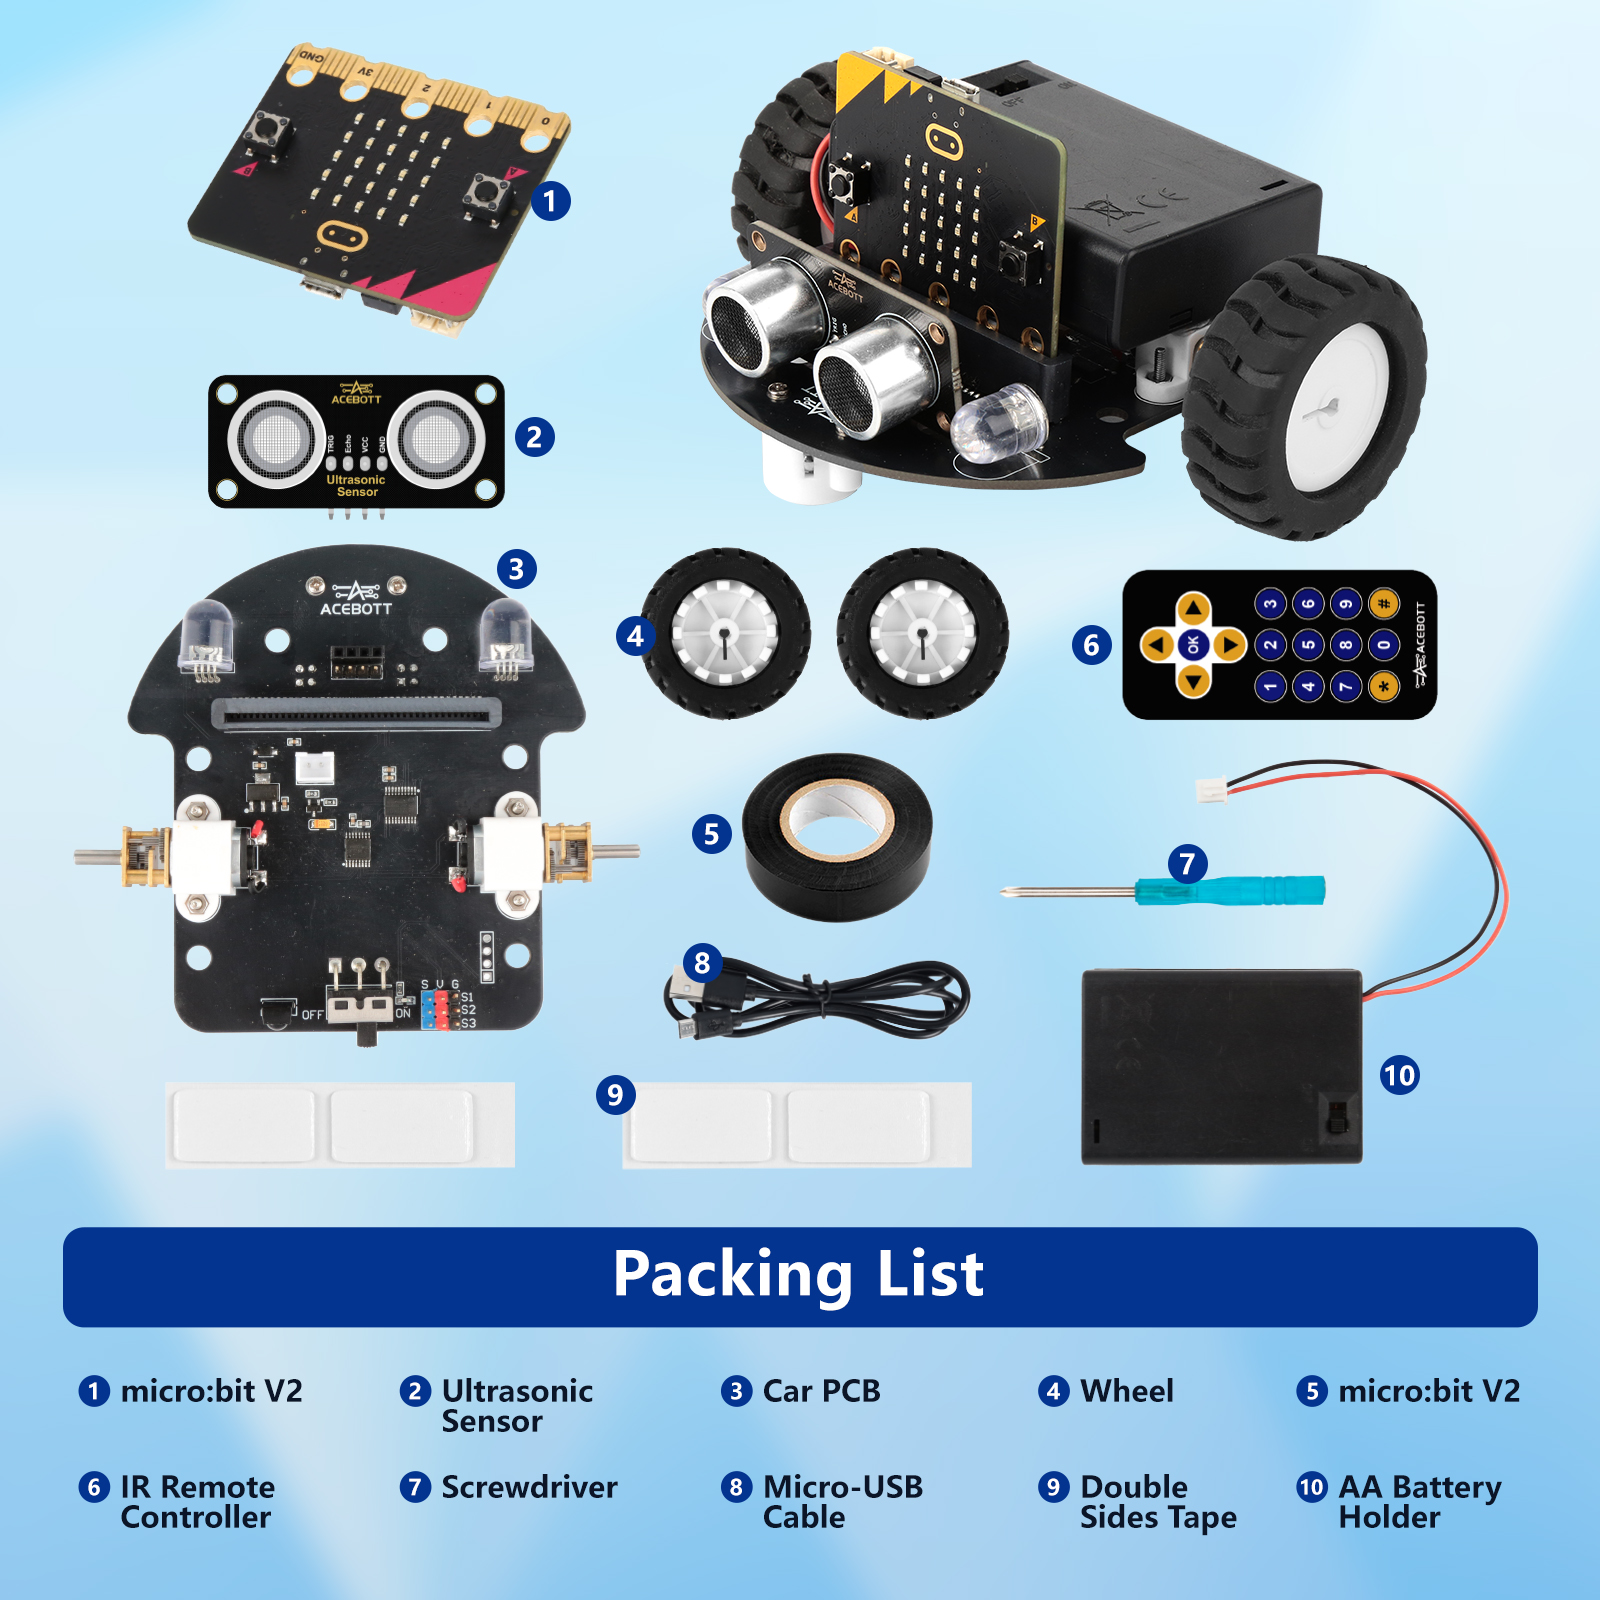 GND
3V
2
1
0
B
A
1
OFF
ON
A
B
CE
ACEBOTT
ACEBOTT
TRIG
Echo
VCC
GND
Ultrasonic
Sensor
2
3
ACEBOTT
S V G
S1
S2
S3
OFF
ON
4
6
OK
3 6 9 #
2 5 8 0
1 4 7 *
ACEBOTT
5
7
8
9
10
Packing List
1 micro:bit V2
2 Ultrasonic
Sensor
3 Car PCB
4 Wheel
5 micro:bit V2
6 IR Remote
Controller
7 Screwdriver
8 Micro-USB
Cable
9 Double
Sides Tape
10 AA Battery
Holder